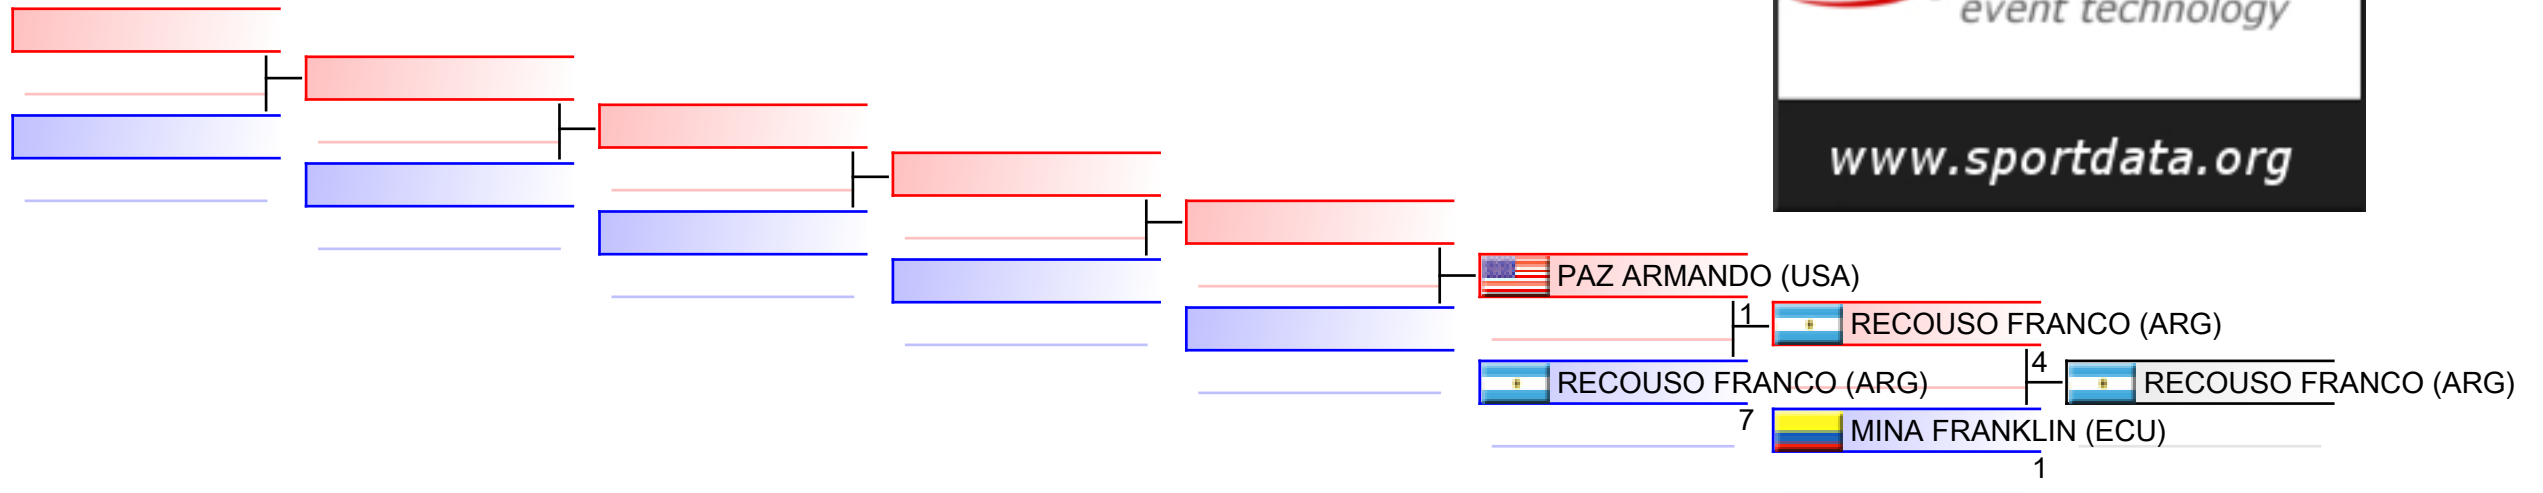 event technology
www.sportdata.org
PAZ ARMANDO (USA)
1
RECOUSO FRANCO (ARG)
4
RECOUSO FRANCO (ARG)
RECOUSO FRANCO (ARG)
7
MINA FRANKLIN (ECU)
1